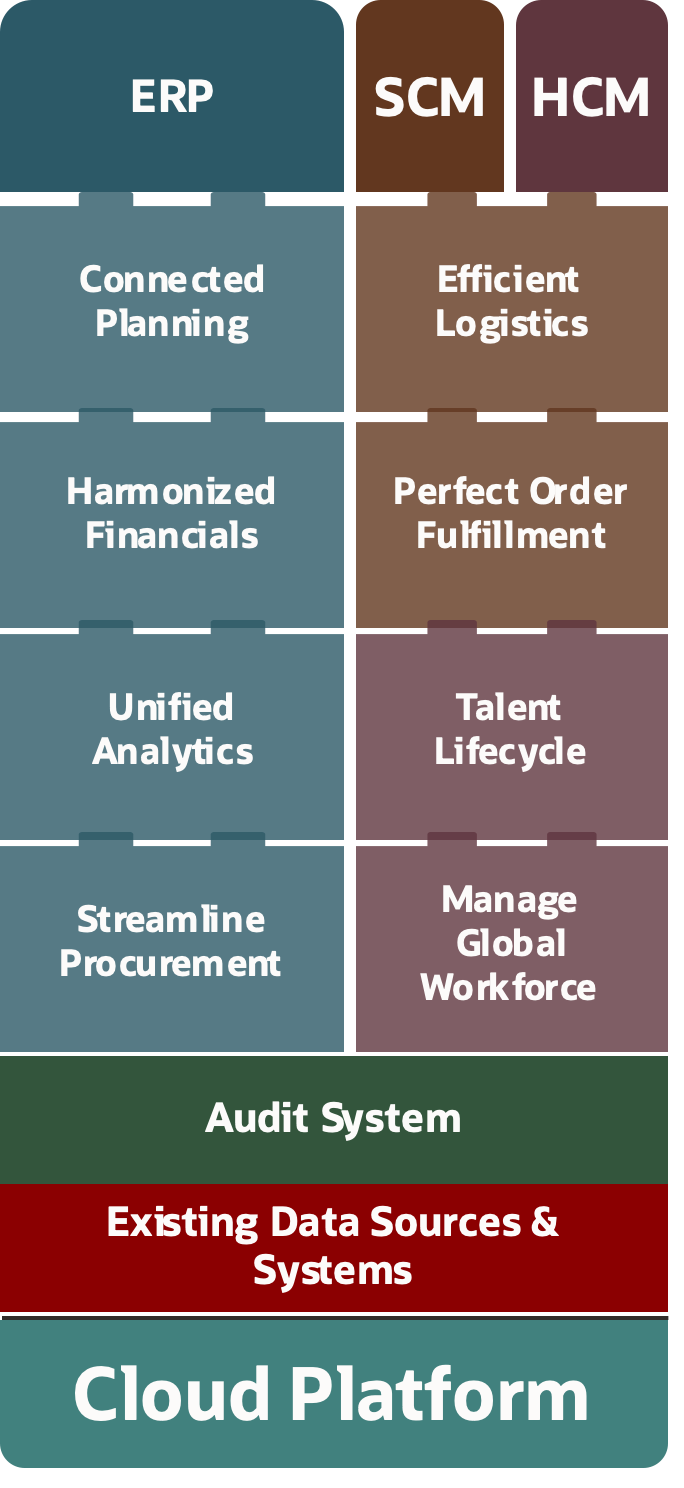 ERP
SCM
HCM
Connected
Planning
Efficient
Logistics
Harmonized
Financials
Perfect Order
Fulfillment
Unified
Analytics
Talent
Lifecycle
Streamline
Procurement
Manage
Global
Workforce
Audit System
Existing Data Sources &
Systems
Cloud Platform